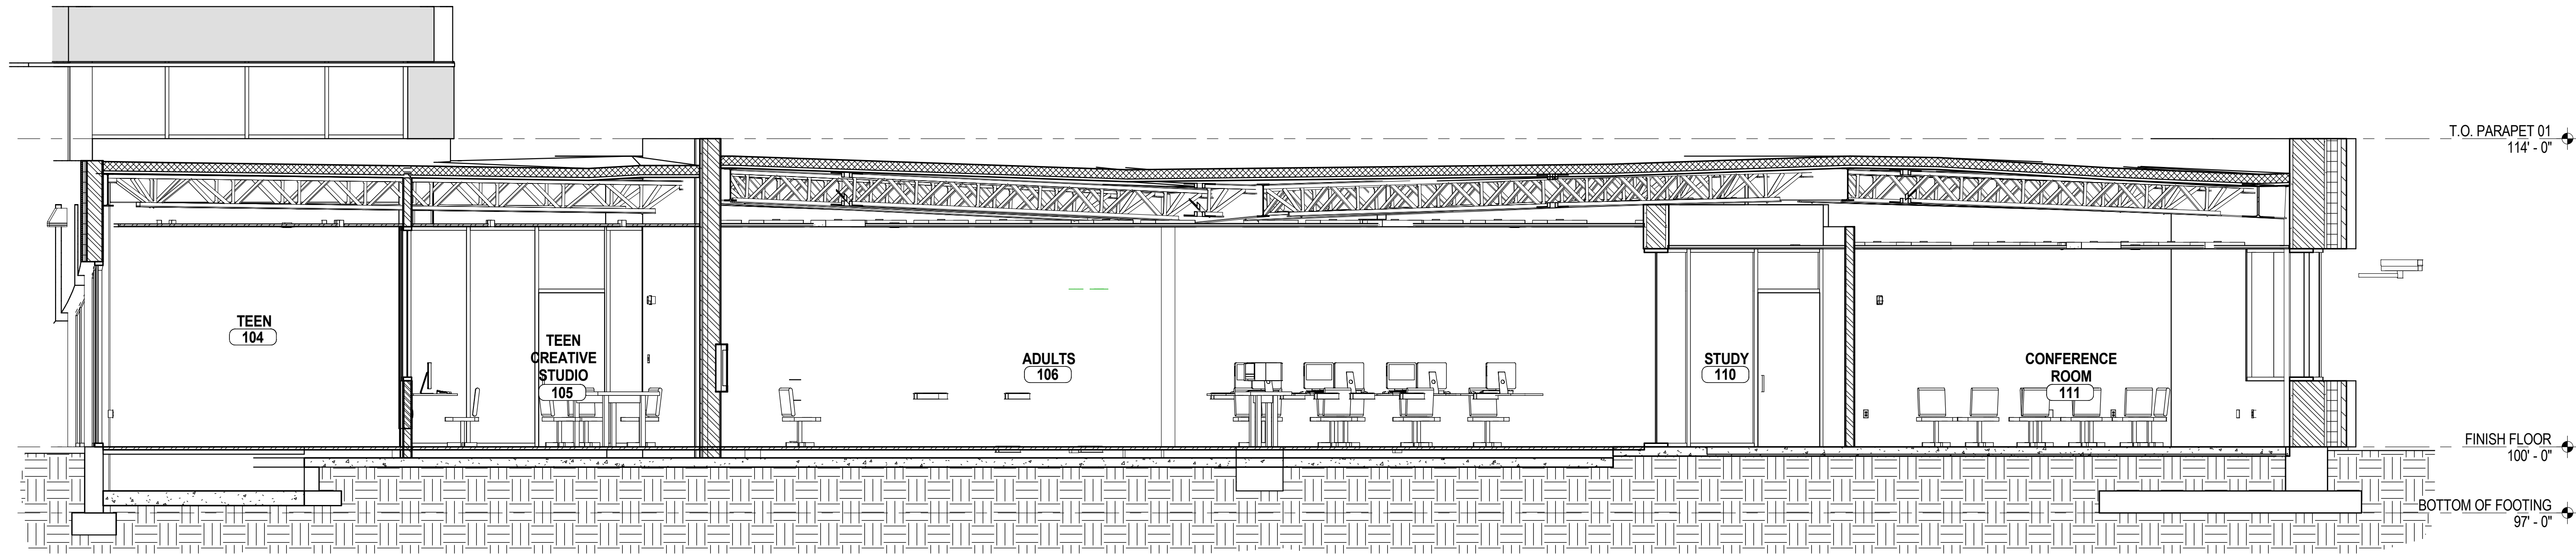 T.O. PARAPET 01
114' - 0"
TEEN
104
TEEN
CREATIVE
STUDIO
105
ADULTS
106
STUDY
110
CONFERENCE
ROOM
111
FINISH FLOOR
100' - 0"
BOTTOM OF FOOTING
97' - 0"